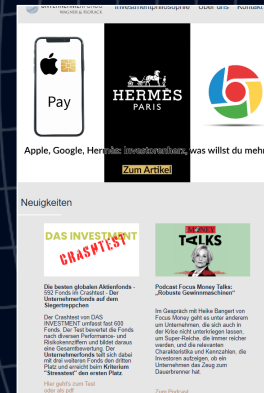 WAGNER & TSCHIAGE
Investmentphilosophie Über uns Kontakt
Pay
HERMÈS
PARIS
Apple, Google, Hermès: Investorenherz, was willst du mehr
Zum Artikel
Neuigkeiten
DAS INVESTMENT
CRASHTEST
Die besten globalen Aktienfonds -
592 Fonds im Crashtest - Der
Unternehmerfonds auf dem
Siegertreppchen
Der Crashtest von DAS
INVESTMENT umfasst fast 600
Fonds. Der Test bewertet die Fonds
nach diversen Performance- und
Risikokennziffern und bildet daraus
eine Gesamtbewertung. Der
Unternehmerfonds teilt sich dabei
mit drei weiteren Fonds den dritten
Platz und erreicht beim Kriterium
"Stresstest" den ersten Platz.
Hier geht's zum Test
oder als pdf
MONEY
TALKS
Podcast Focus Money Talks:
„Robuste Gewinnmaschinen“
Im Gespräch mit Heike Bangert von
Focus Money geht es unter anderem
um Unternehmen, die sich auch in
der Krise nicht unterkriegen lassen,
um Super-Reiche, die immer reicher
werden, und die relevanten
Charakteristika und Kennzahlen, die
Investoren aufzeigen, ob ein
Unternehmen das Zeug zum
Dauerbrenner hat.
Zum Podcast